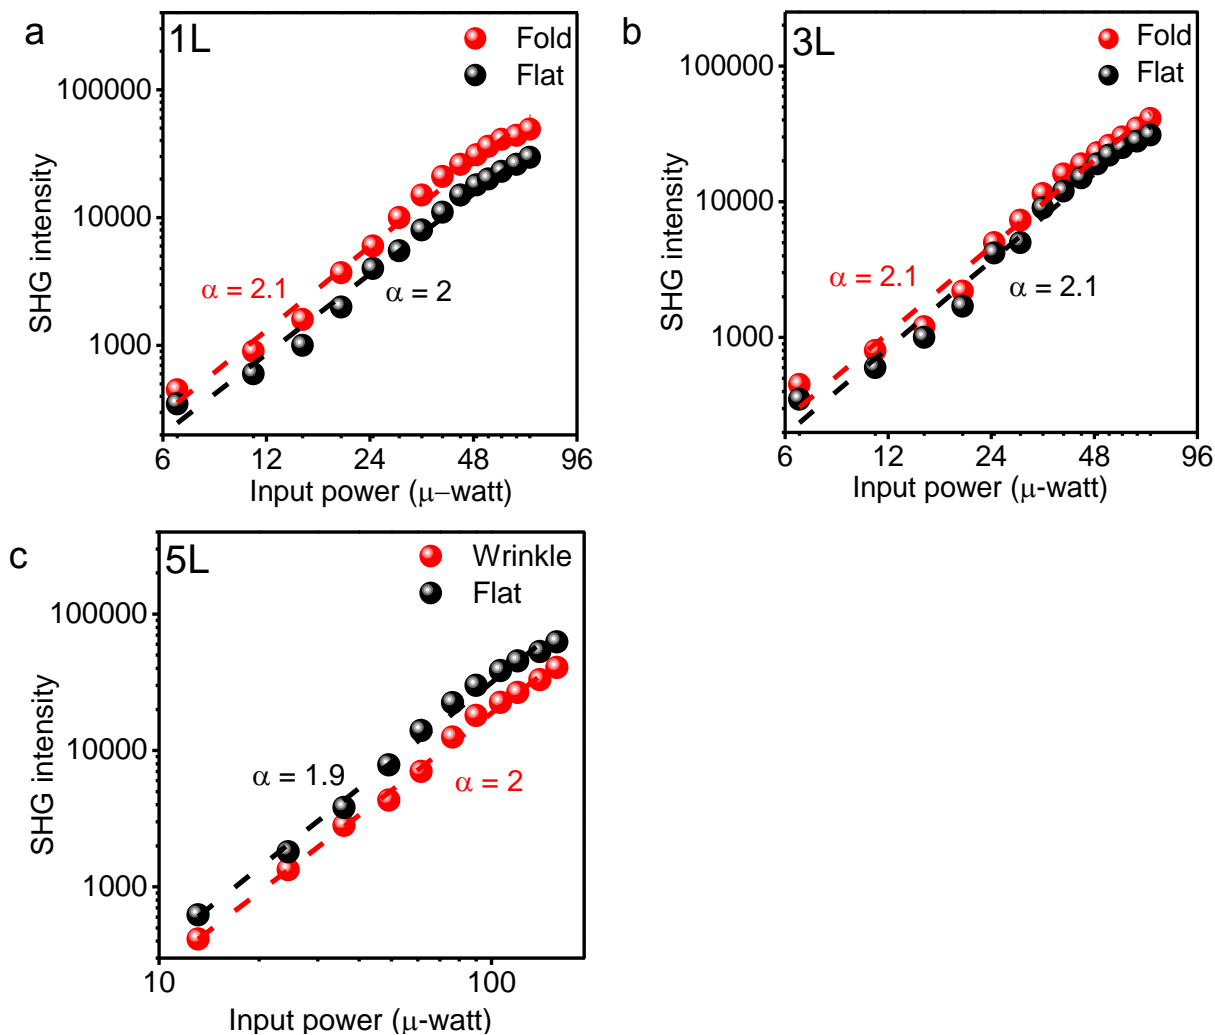 a
1L
Fold
Flat
100000
10000
1000
SHG intensity
α = 2.1
α = 2
6
12
24
48
96
Input power (μ−watt)
b
3L
Fold
Flat
100000
10000
1000
SHG intensity
α = 2.1
α = 2.1
6
12
24
48
96
Input power (μ-watt)
c
5L
Wrinkle
Flat
100000
10000
1000
SHG intensity
α = 1.9
α = 2
10
100
Input power (μ-watt)